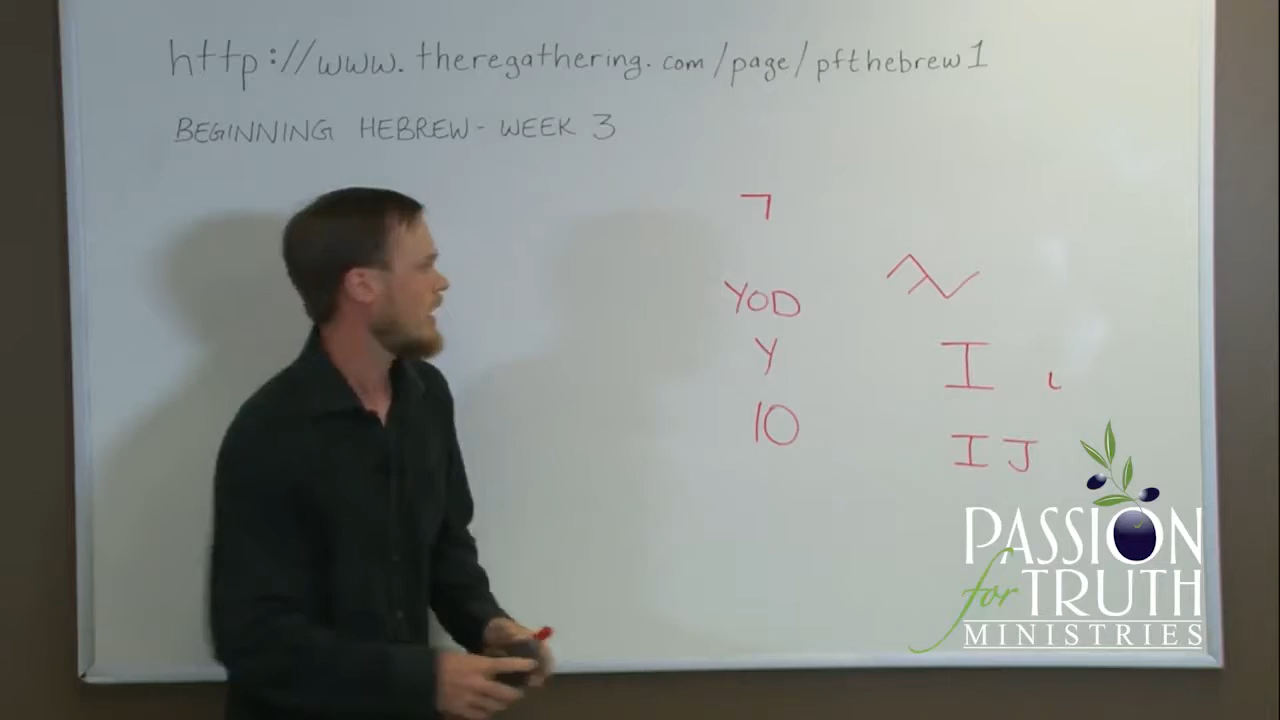 http://www.theregathering.com/page/pfthebrew1
BEGINNING HEBREW - WEEK 3
י
YOD
Y
10
I ι
I J
PASSION
for TRUTH
MINISTRIES